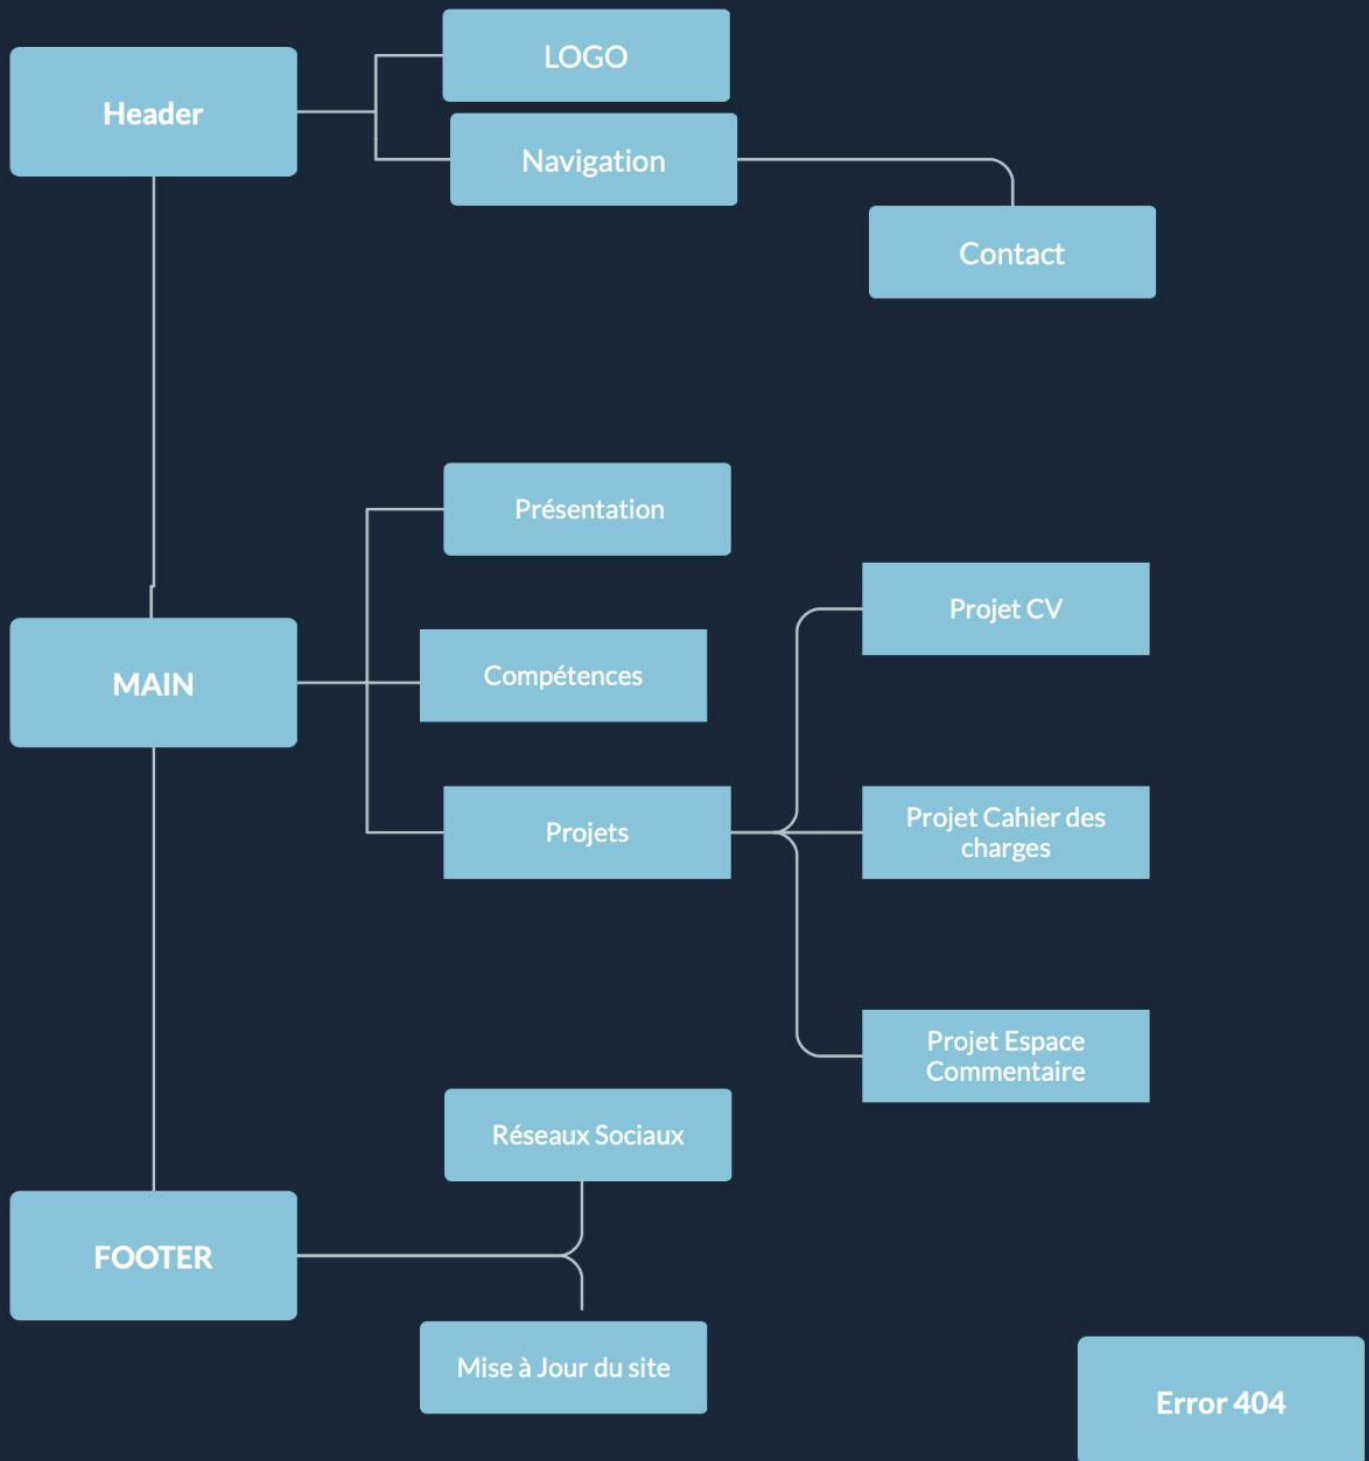 Header
LOGO
Navigation
Contact
MAIN
Présentation
Compétences
Projets
Projet CV
Projet Cahier des
charges
Projet Espace
Commentaire
FOOTER
Réseaux Sociaux
Mise à Jour du site
Error 404